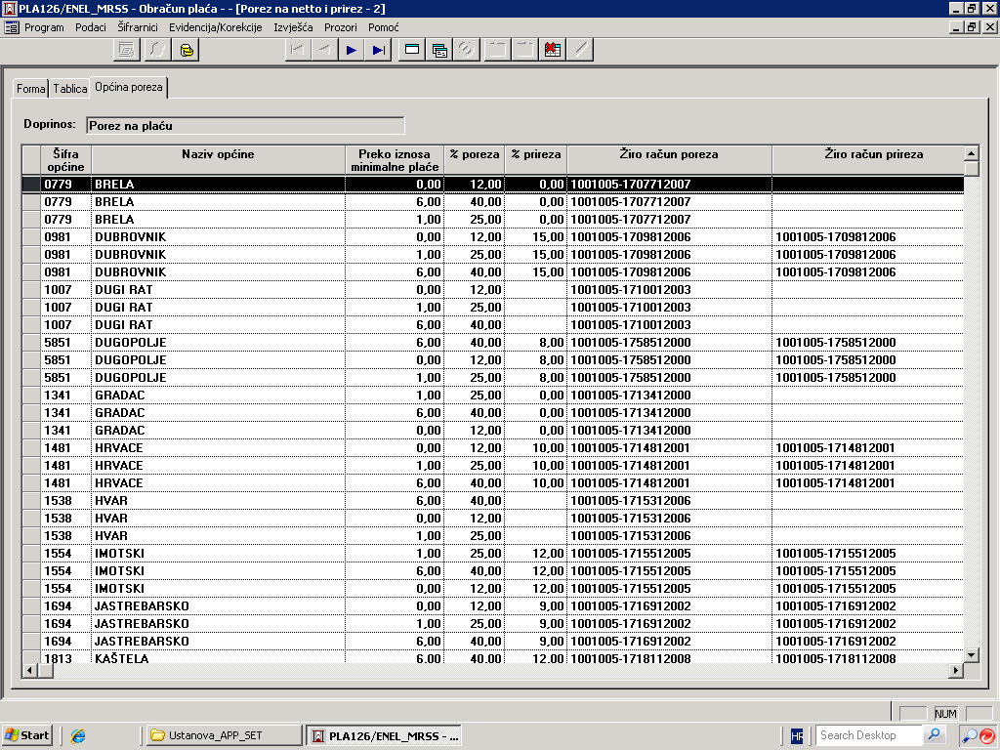 PLA126/ENEL_MRSS - Obračun plaća - - [Porez na netto i prirez - 2]
Program Podaci Šifrarnici Evidencija/Korekcije Izvješća Prozori Pomoć
Forma Tablica Općina poreza
Doprinos: Porez na plaću
Šifra općine Naziv općine Preko iznosa minimalne plaće % poreza % prireza Žiro račun poreza Žiro račun prireza
0779 BRELA 0,00 12,00 0,00 1001005-1707712007
0779 BRELA 6,00 40,00 0,00 1001005-1707712007
0779 BRELA 1,00 25,00 0,00 1001005-1707712007
0981 DUBROVNIK 0,00 12,00 15,00 1001005-1709812006 1001005-1709812006
0981 DUBROVNIK 1,00 25,00 15,00 1001005-1709812006 1001005-1709812006
0981 DUBROVNIK 6,00 40,00 15,00 1001005-1709812006 1001005-1709812006
1007 DUGI RAT 0,00 12,00 1001005-1710012003
1007 DUGI RAT 1,00 25,00 1001005-1710012003
1007 DUGI RAT 6,00 40,00 1001005-1710012003
5851 DUGOPOLJE 6,00 40,00 8,00 1001005-1758512000 1001005-1758512000
5851 DUGOPOLJE 0,00 12,00 8,00 1001005-1758512000 1001005-1758512000
5851 DUGOPOLJE 1,00 25,00 8,00 1001005-1758512000 1001005-1758512000
1341 GRADAC 1,00 25,00 0,00 1001005-1713412000
1341 GRADAC 6,00 40,00 0,00 1001005-1713412000
1341 GRADAC 0,00 12,00 0,00 1001005-1713412000
1481 HRVACE 0,00 12,00 10,00 1001005-1714812001 1001005-1714812001
1481 HRVACE 1,00 25,00 10,00 1001005-1714812001 1001005-1714812001
1481 HRVACE 6,00 40,00 10,00 1001005-1714812001 1001005-1714812001
1538 HVAR 6,00 40,00 1001005-1715312006
1538 HVAR 0,00 12,00 1001005-1715312006
1538 HVAR 1,00 25,00 1001005-1715312006
1554 IMOTSKI 1,00 25,00 12,00 1001005-1715512005 1001005-1715512005
1554 IMOTSKI 6,00 40,00 12,00 1001005-1715512005 1001005-1715512005
1554 IMOTSKI 0,00 12,00 12,00 1001005-1715512005 1001005-1715512005
1694 JASTREBARSKO 0,00 12,00 9,00 1001005-1716912002 1001005-1716912002
1694 JASTREBARSKO 1,00 25,00 9,00 1001005-1716912002 1001005-1716912002
1694 JASTREBARSKO 6,00 40,00 9,00 1001005-1716912002 1001005-1716912002
1813 KAŠTELA 6,00 40,00 12,00 1001005-1718112008 1001005-1718112008
NUM
Start Ustanova_APP_SET PLA126/ENEL_MRSS - ... HR Search Desktop